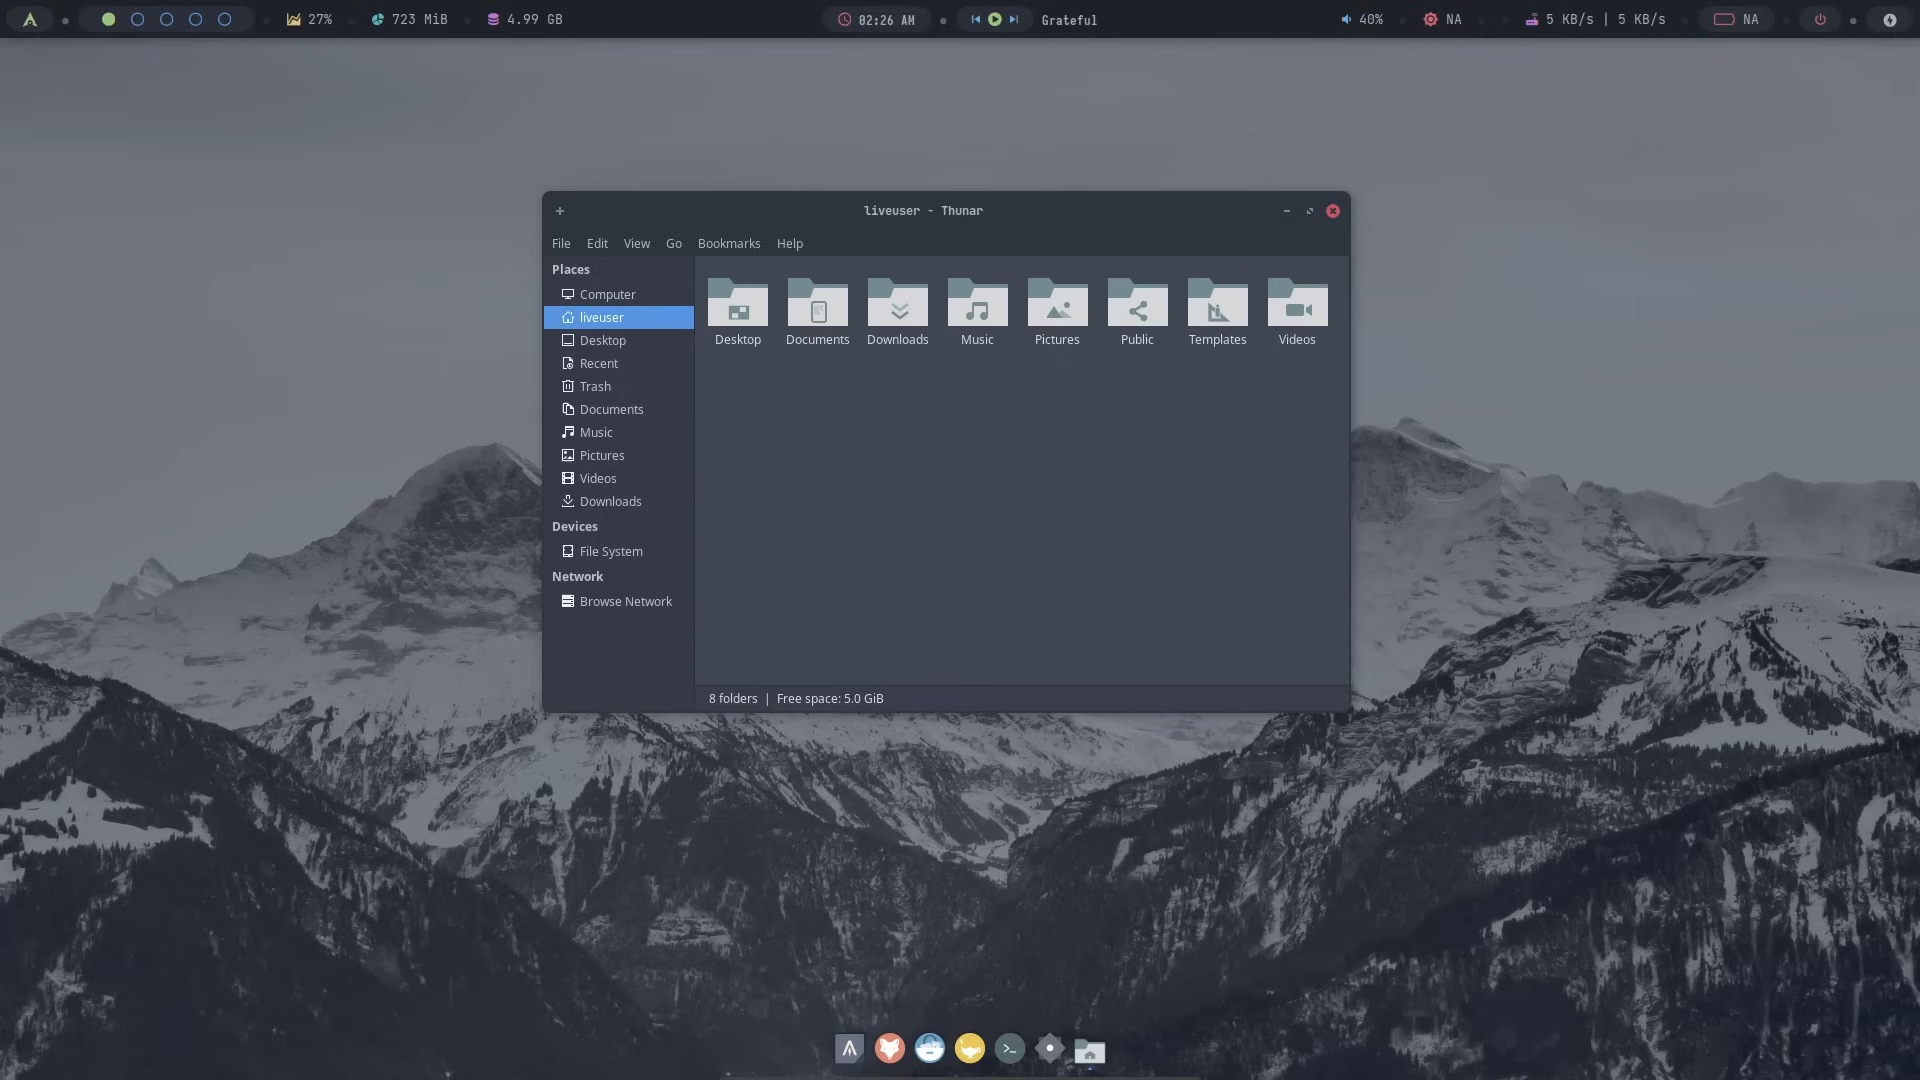 27% 723 MiB 4.99 GB 02:26 AM Grateful 40% NA 5 KB/s | 5 KB/s NA
liveuser - Thunar
File Edit View Go Bookmarks Help
Places
Computer
liveuser
Desktop
Recent
Trash
Documents
Music
Pictures
Videos
Downloads
Devices
File System
Network
Browse Network
Desktop Documents Downloads Music Pictures Public Templates Videos
8 folders | Free space: 5.0 GiB